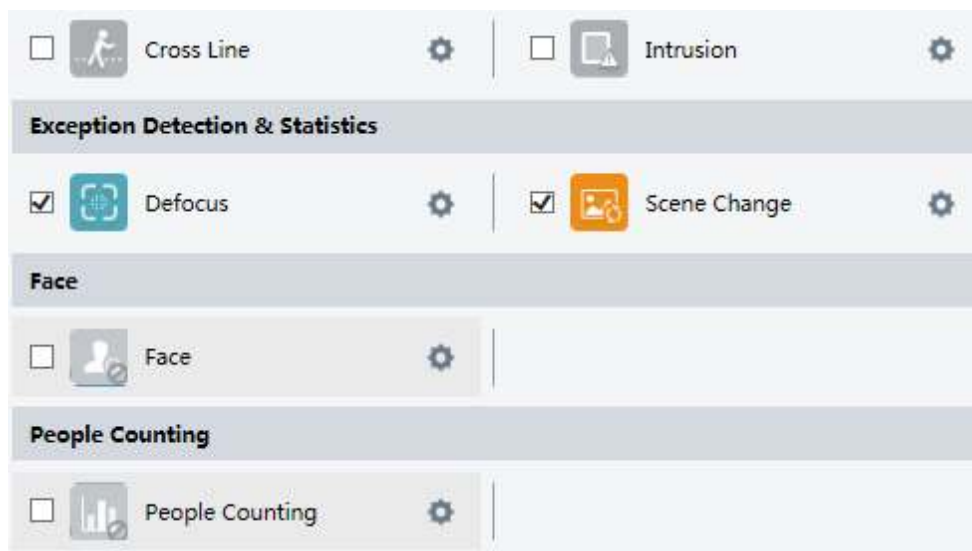 Cross Line
Intrusion
Exception Detection & Statistics
Defocus
Scene Change
Face
Face
People Counting
People Counting